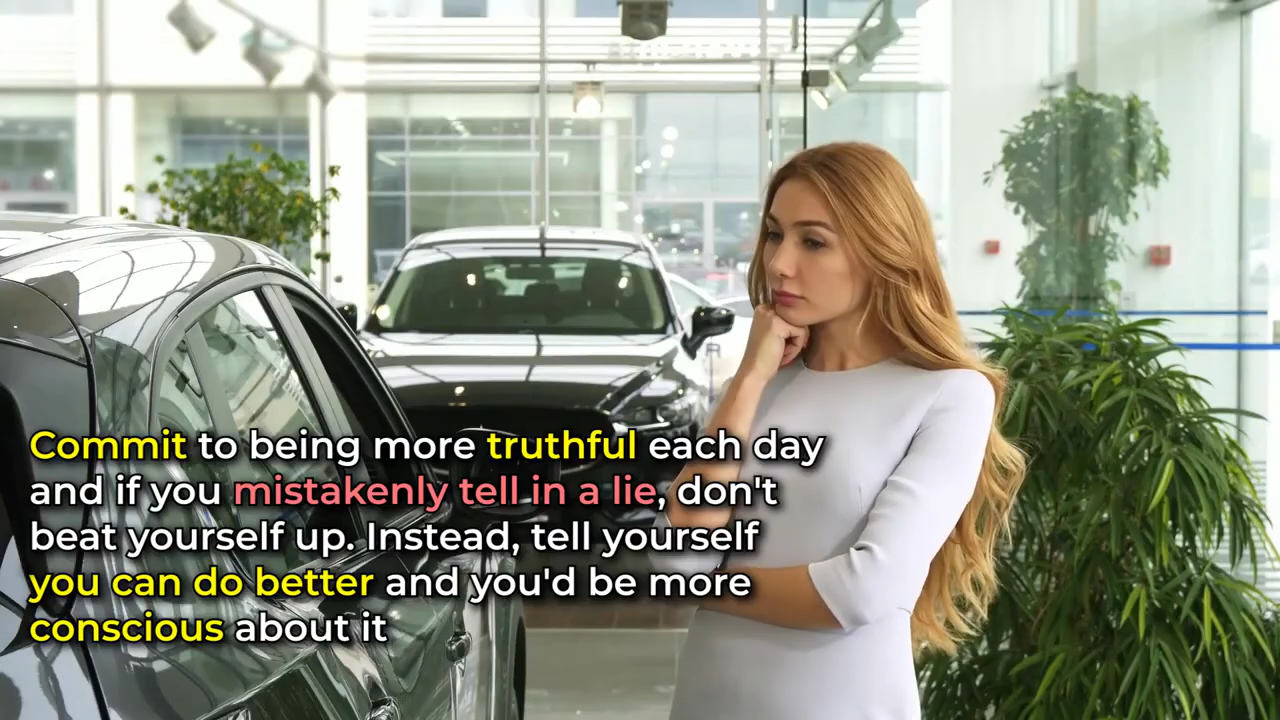 Commit to being more truthful each day
and if you mistakenly tell in a lie, don't
beat yourself up. Instead, tell yourself
you can do better and you'd be more
conscious about it